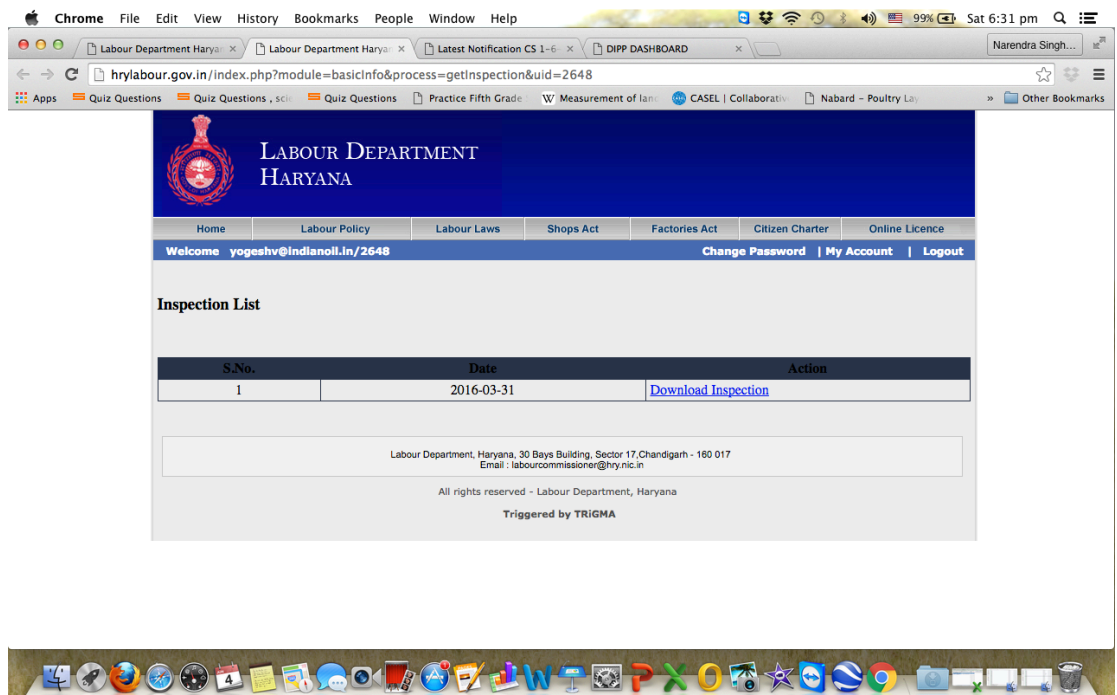 Chrome File Edit View History Bookmarks People Window Help 99% Sat 6:31 pm
Labour Department Haryan Labour Department Haryan Latest Notification CS 1-6- DIPP DASHBOARD Narendra Singh...
hrylabour.gov.in/index.php?module=basicInfo&process=getInspection&uid=2648
Apps Quiz Questions Quiz Questions , scie Quiz Questions Practice Fifth Grade W Measurement of lanc CASEL | Collaborativ Nabard - Poultry Lay » Other Bookmarks
LABOUR DEPARTMENT
HARYANA
Home Labour Policy Labour Laws Shops Act Factories Act Citizen Charter Online Licence
Welcome yogeshv@indianoil.in/2648 Change Password | My Account | Logout
Inspection List
S.No. Date Action
1 2016-03-31 Download Inspection
Labour Department, Haryana, 30 Bays Building, Sector 17,Chandigarh - 160 017
Email : labourcommissioner@hry.nic.in
All rights reserved - Labour Department, Haryana
Triggered by TRiGMA
4